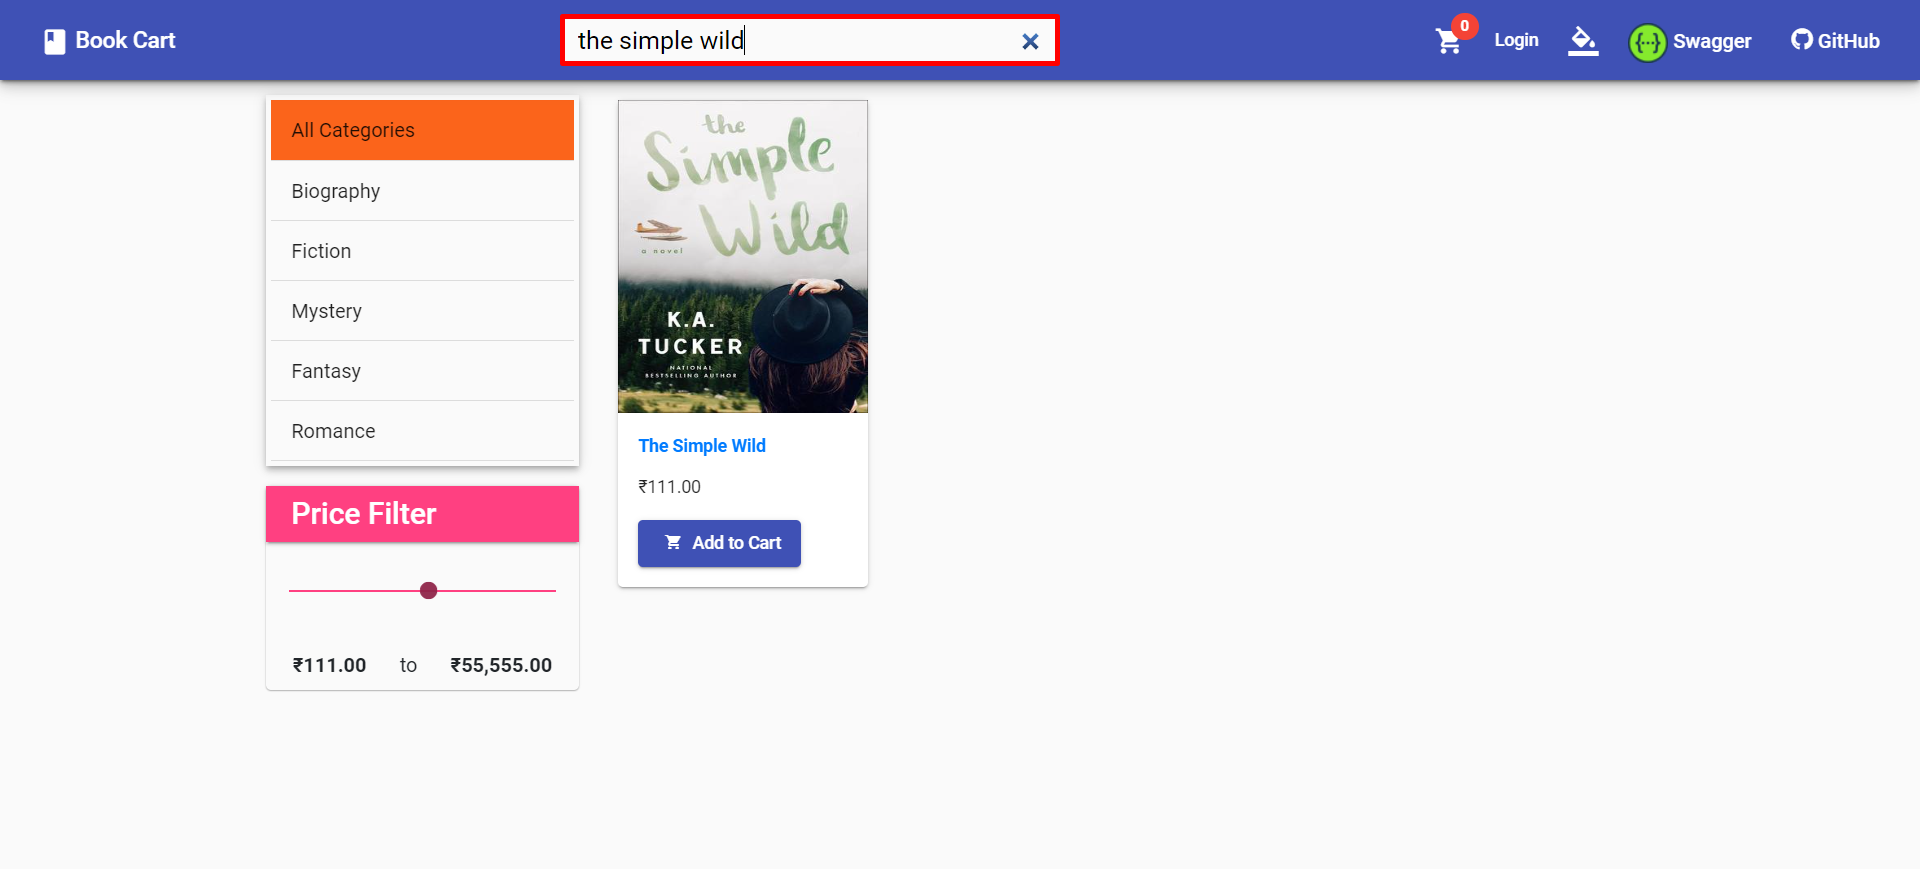 Book Cart
the simple wild
0
Login
Swagger
GitHub
All Categories
Biography
Fiction
Mystery
Fantasy
Romance
Price Filter
₹111.00 to ₹55,555.00
the
Simple
Wild
a novel
K.A.
TUCKER
NATIONAL
BESTSELLING AUTHOR
The Simple Wild
₹111.00
Add to Cart